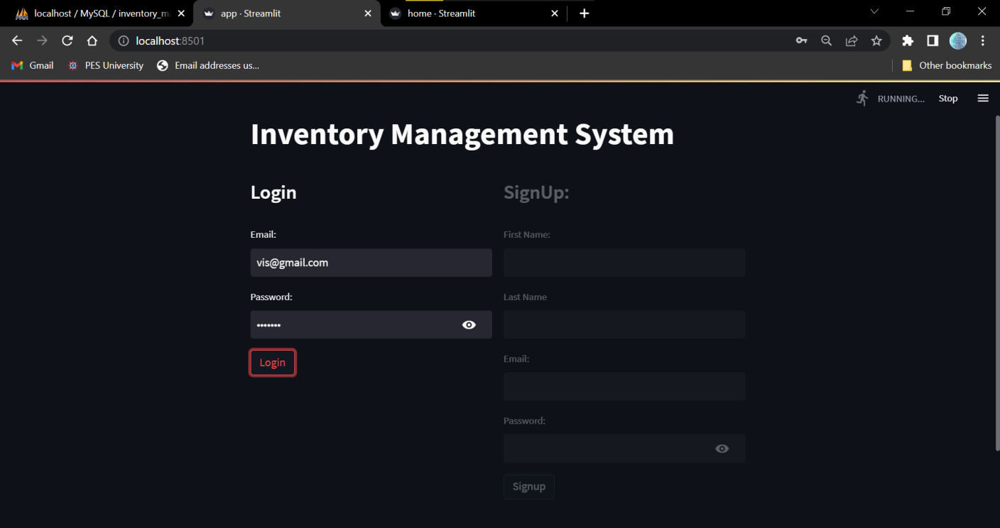 localhost / MySQL / inventory_m
app · Streamlit
home · Streamlit
localhost:8501
Gmail
PES University
Email addresses us...
Other bookmarks
RUNNING...
Stop
Inventory Management System
Login
Email:
vis@gmail.com
Password:
Login
SignUp:
First Name:
Last Name
Email:
Password:
Signup